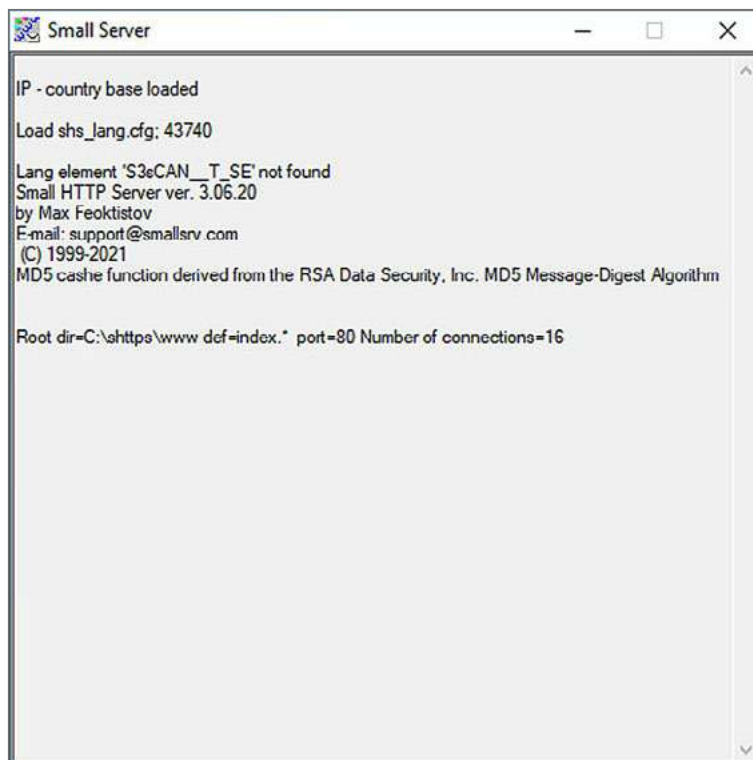 Small Server
IP - country base loaded
Load shs_lang.cfg; 43740
Lang element 'S3sCAN__T_SE' not found
Small HTTP Server ver. 3.06.20
by Max Feoktistov
E-mail: support@smallsrv.com
(C) 1999-2021
MD5 cashe function derived from the RSA Data Security, Inc. MD5 Message-Digest Algorithm
Root dir=C:\shttps\www def=index.* port=80 Number of connections=16